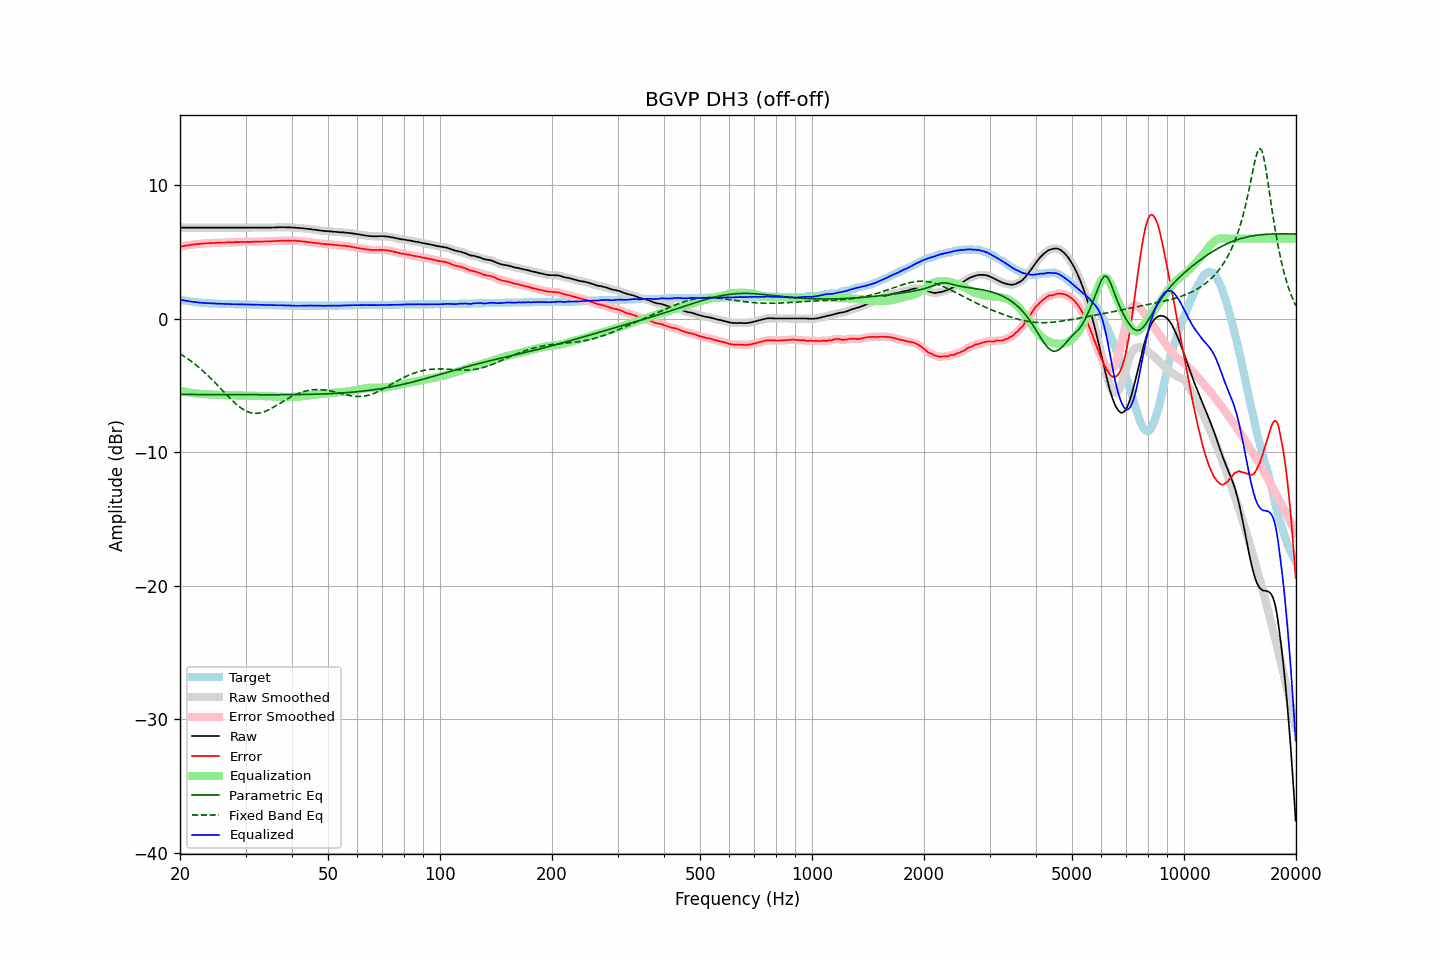 BGVP DH3 (off-off)
Amplitude (dBr)
10
0
−10
−20
−30
−40
Target
Raw Smoothed
Error Smoothed
Raw
Error
Equalization
Parametric Eq
Fixed Band Eq
Equalized
20 50 100 200 500 1000 2000 5000 10000 20000
Frequency (Hz)